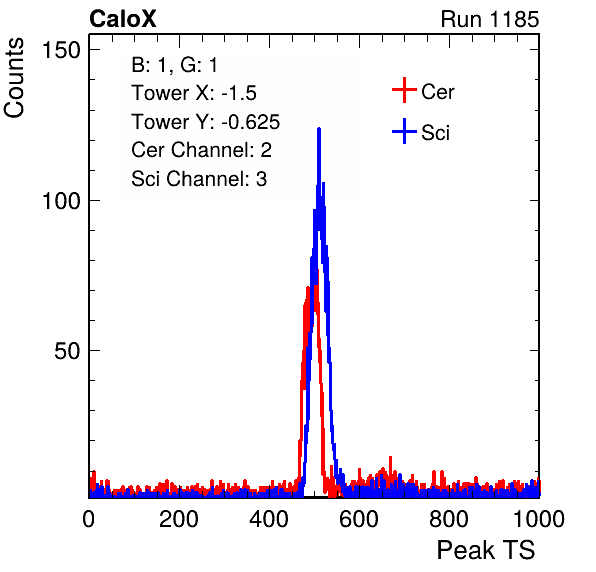 CaloX Run 1185
Counts
150
100
50
B: 1, G: 1
Tower X: -1.5
Tower Y: -0.625
Cer Channel: 2
Sci Channel: 3
Cer
Sci
0 200 400 600 800 1000
Peak TS